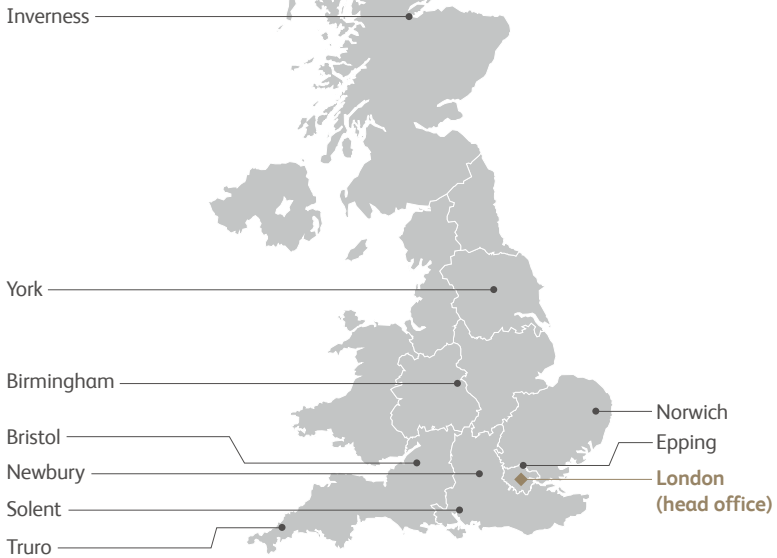 Inverness
York
Birmingham
Bristol
Newbury
Solent
Truro
Norwich
Epping
London
(head office)